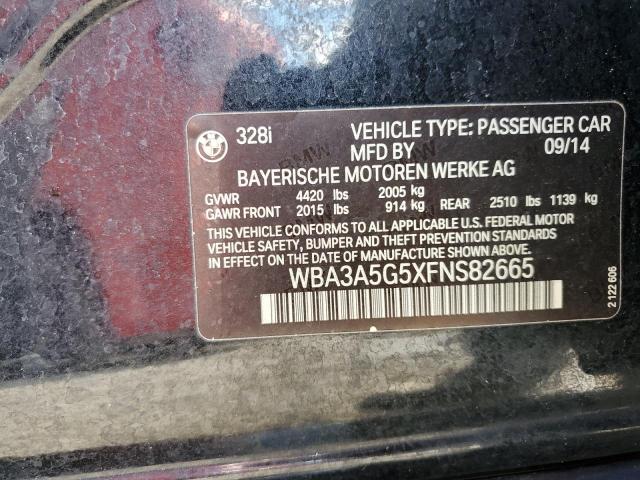 328i VEHICLE TYPE: PASSENGER CAR
MFD BY 09/14
BAYERISCHE MOTOREN WERKE AG
GVWR 4420 lbs 2005 kg
GAWR FRONT 2015 lbs 914 kg REAR 2510 lbs 1139 kg
THIS VEHICLE CONFORMS TO ALL APPLICABLE U.S. FEDERAL MOTOR
VEHICLE SAFETY, BUMPER AND THEFT PREVENTION STANDARDS
IN EFFECT ON THE DATE OF MANUFACTURE SHOWN ABOVE.
WBA3A5G5XFNS82665
2 122 606